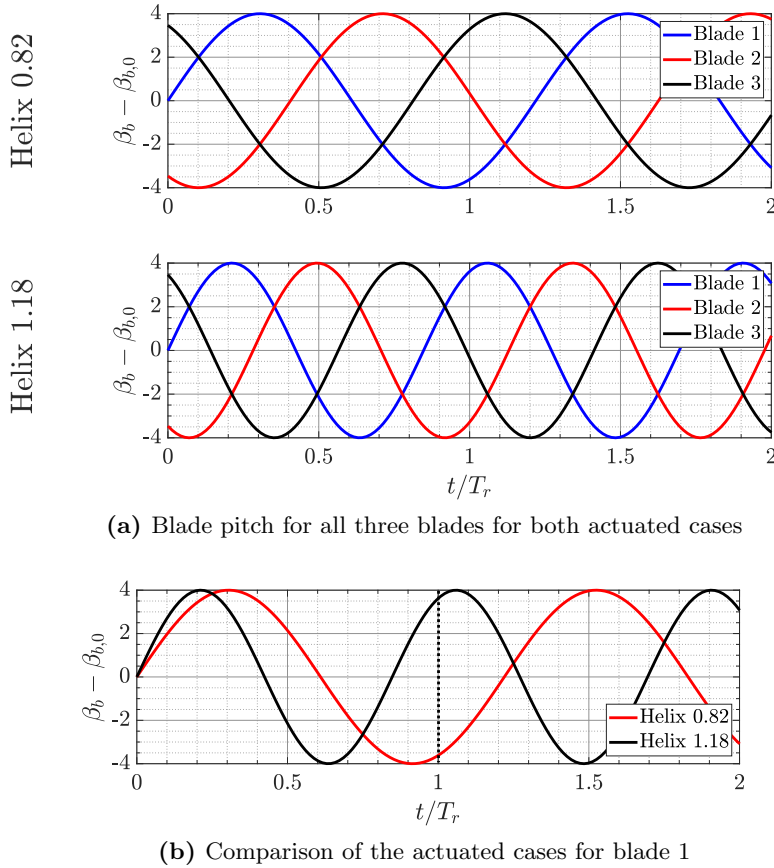 Helix 0.82
β_b − β_{b,0}
4
2
0
-2
-4
Blade 1
Blade 2
Blade 3
0 0.5 1 1.5 2
Helix 1.18
β_b − β_{b,0}
4
2
0
-2
-4
Blade 1
Blade 2
Blade 3
0 0.5 1 1.5 2
t/T_r
(a) Blade pitch for all three blades for both actuated cases
β_b − β_{b,0}
4
2
0
-2
-4
Helix 0.82
Helix 1.18
0 0.5 1 1.5 2
t/T_r
(b) Comparison of the actuated cases for blade 1